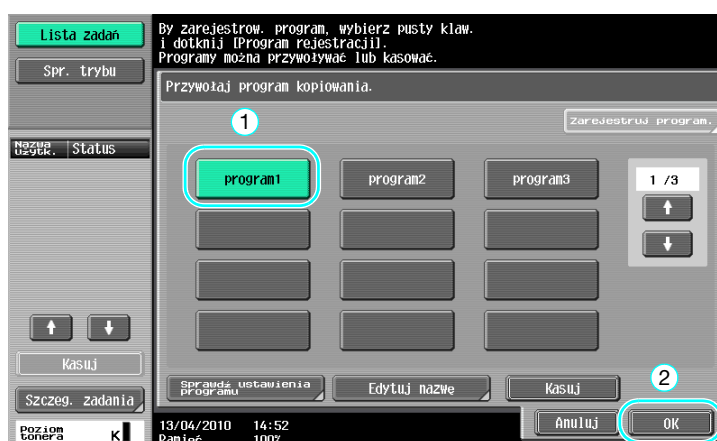 Lista zadań
Spr. trybu
Nazwa użytk.
Status
Kasuj
Szczeg. zadania
Poziom tonera
K
By zarejestrow. program, wybierz pusty klaw.
i dotknij [Program rejestracji].
Programy można przywoływać lub kasować.
Przywołaj program kopiowania.
1
Zarejestruj program.
program1
program2
program3
1 /3
Sprawdź ustawienia
programu
Edytuj nazwę
Kasuj
2
13/04/2010 14:52
Pamięć 100%
Anuluj
OK